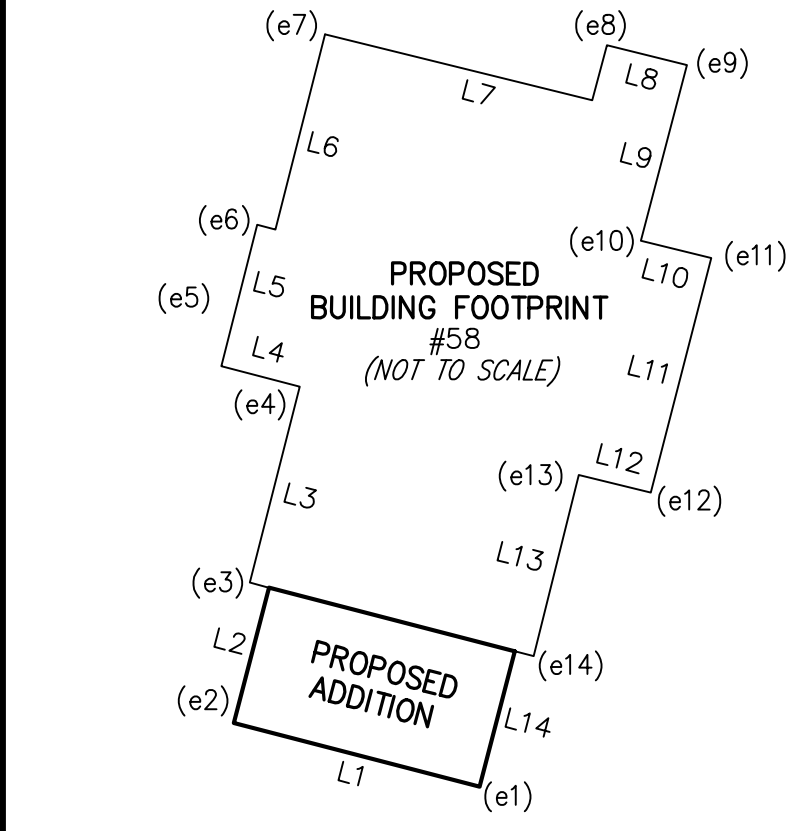 (e7)
(e8)
L8
(e9)
L7
L6
L9
(e6)
(e10)
(e11)
L10
(e5)
L5
PROPOSED
BUILDING FOOTPRINT
#58
(NOT TO SCALE)
L4
L11
(e4)
L12
(e13)
(e12)
L3
L13
(e3)
L2
PROPOSED
ADDITION
(e14)
(e2)
L14
L1
(e1)